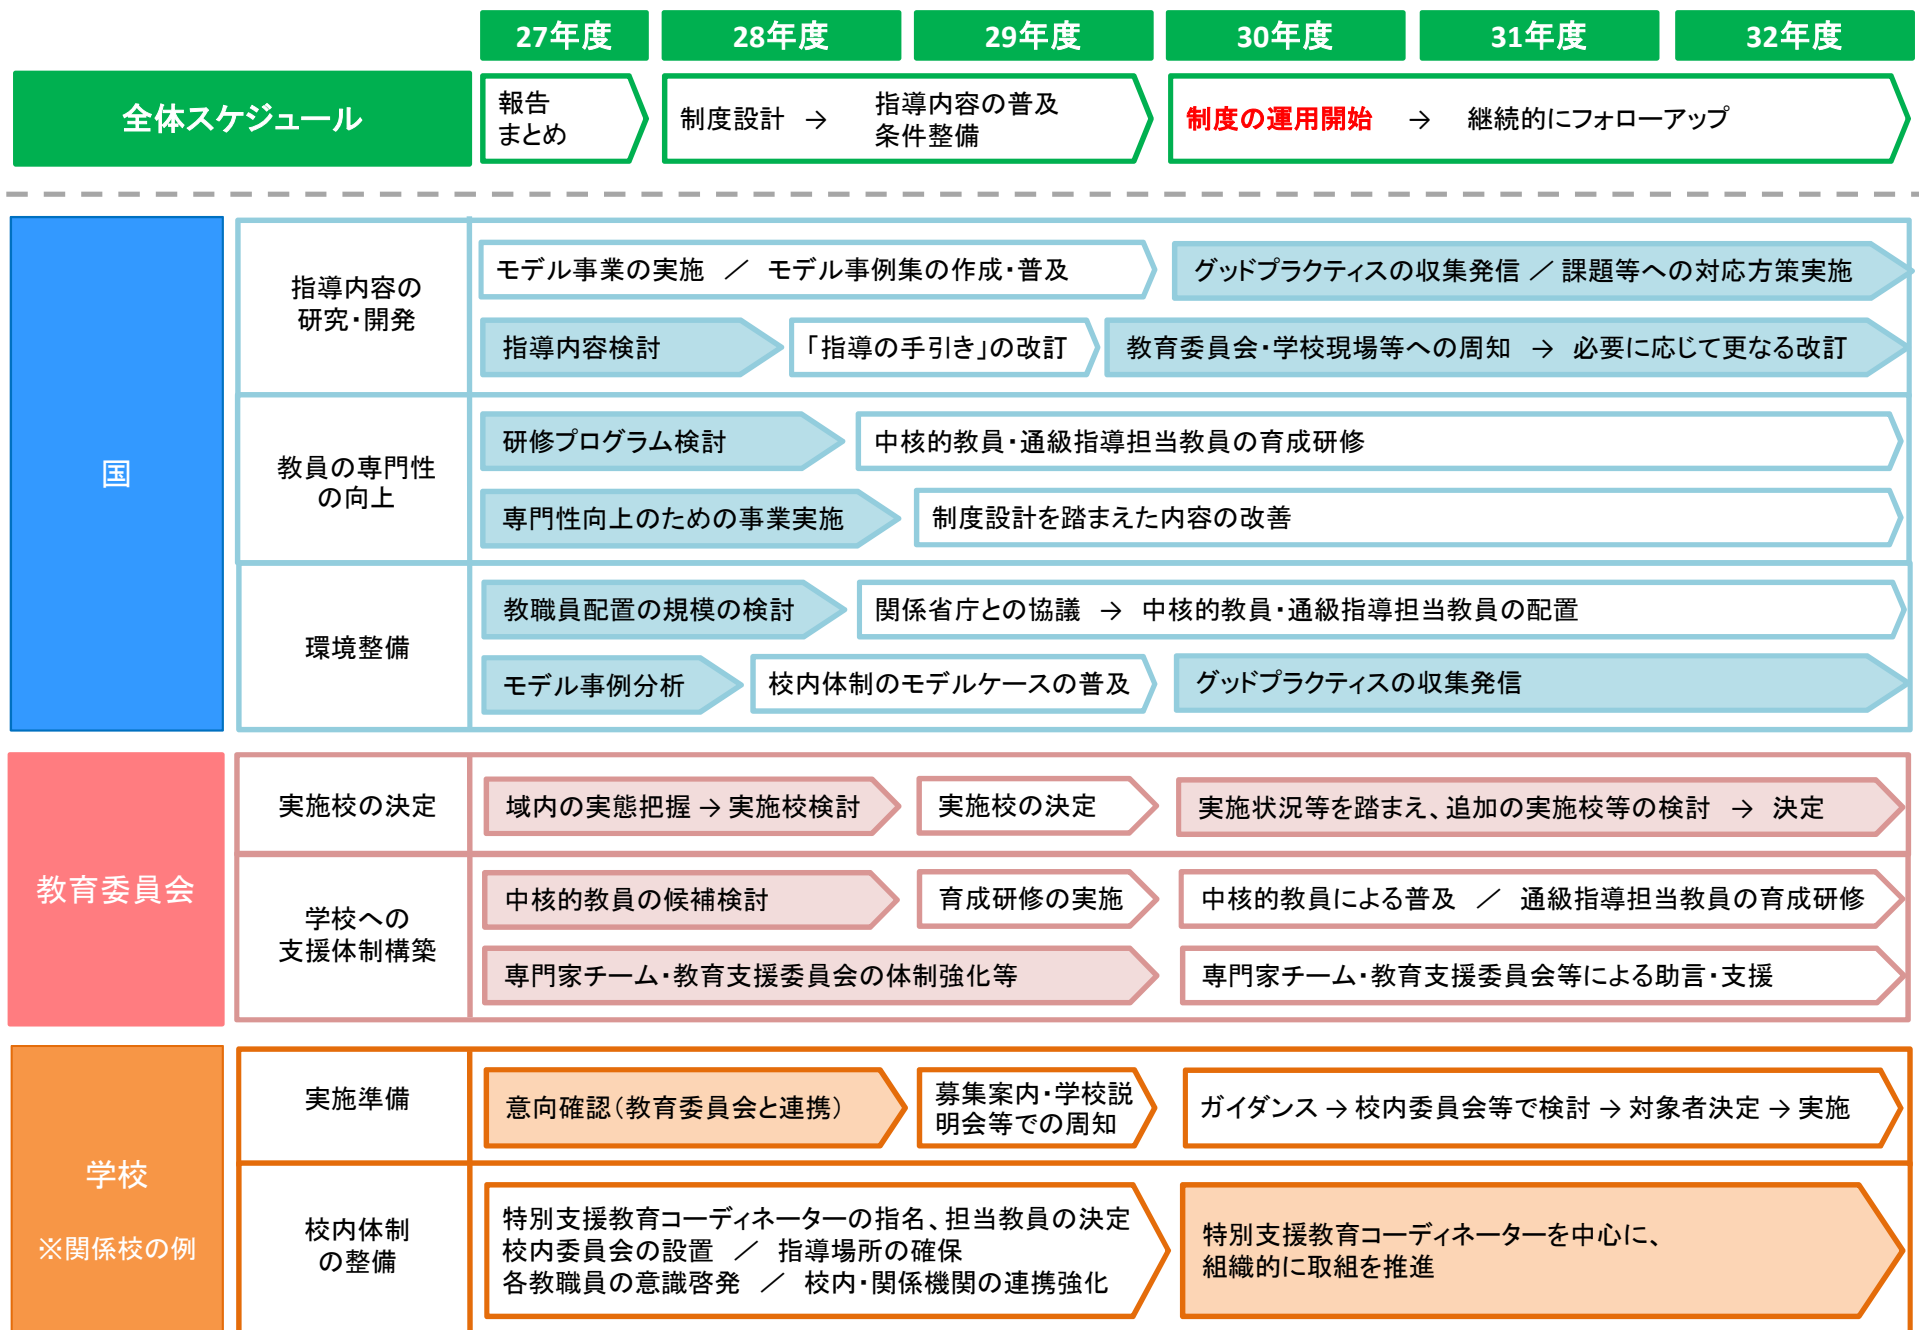 27年度
28年度
29年度
30年度
31年度
32年度
全体スケジュール
報告
まとめ
制度設計 → 指導内容の普及
条件整備
制度の運用開始 → 継続的にフォローアップ
国
指導内容の
研究・開発
モデル事業の実施 ／ モデル事例集の作成・普及
グッドプラクティスの収集発信 ／ 課題等への対応方策実施
指導内容検討
「指導の手引き」の改訂
教育委員会・学校現場等への周知 → 必要に応じて更なる改訂
教員の専門性
の向上
研修プログラム検討
中核的教員・通級指導担当教員の育成研修
専門性向上のための事業実施
制度設計を踏まえた内容の改善
環境整備
教職員配置の規模の検討
関係省庁との協議 → 中核的教員・通級指導担当教員の配置
モデル事例分析
校内体制のモデルケースの普及
グッドプラクティスの収集発信
教育委員会
実施校の決定
域内の実態把握 → 実施校検討
実施校の決定
実施状況等を踏まえ、追加の実施校等の検討 → 決定
学校への
支援体制構築
中核的教員の候補検討
育成研修の実施
中核的教員による普及 ／ 通級指導担当教員の育成研修
専門家チーム・教育支援委員会の体制強化等
専門家チーム・教育支援委員会等による助言・支援
学校
※関係校の例
実施準備
意向確認（教育委員会と連携）
募集案内・学校説
明会等での周知
ガイダンス → 校内委員会等で検討 → 対象者決定 → 実施
校内体制
の整備
特別支援教育コーディネーターの指名、担当教員の決定
校内委員会の設置 ／ 指導場所の確保
各教職員の意識啓発 ／ 校内・関係機関の連携強化
特別支援教育コーディネーターを中心に、
組織的に取組を推進